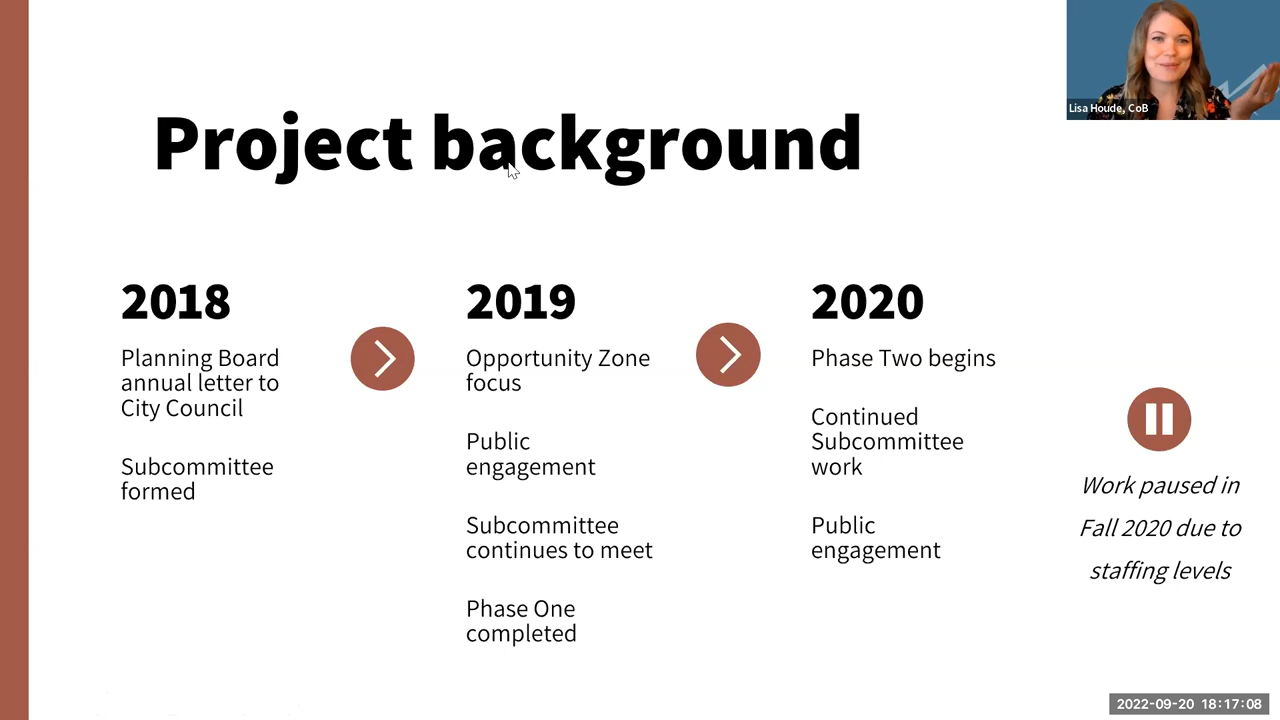 Lisa Houde, CoB
Project background
2018
Planning Board
annual letter to
City Council
Subcommittee
formed
2019
Opportunity Zone
focus
Public
engagement
Subcommittee
continues to meet
Phase One
completed
2020
Phase Two begins
Continued
Subcommittee
work
Public
engagement
Work paused in
Fall 2020 due to
staffing levels
2022-09-20 18:17:08